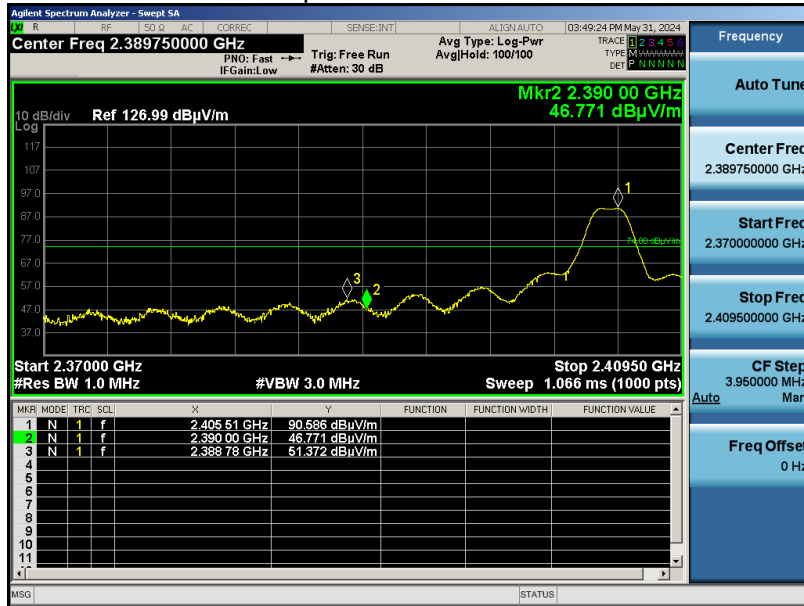 Agilent Spectrum Analyzer - Swept SA
LXI R RF 50 Ω AC CORREC SENSE:INT ALIGN AUTO 03:49:24 PM May 31, 2024
Center Freq 2.389750000 GHz
PNO: Fast
IFGain:Low
Trig: Free Run
#Atten: 30 dB
Avg Type: Log-Pwr
Avg|Hold: 100/100
TRACE 1 2 3 4 5 6
TYPE M WWWWW
DET P N N N N N
Mkr2 2.390 00 GHz
46.771 dBµV/m
10 dB/div Ref 126.99 dBµV/m
Log
117
107
97.0
87.0
77.0
67.0
57.0
47.0
37.0
74.00 dBµV/m
1
2
3
Start 2.37000 GHz
Stop 2.40950 GHz
#Res BW 1.0 MHz
#VBW 3.0 MHz
Sweep 1.066 ms (1000 pts)
MKR MODE TRC SCL X Y FUNCTION FUNCTION WIDTH FUNCTION VALUE
1 N 1 f 2.405 51 GHz 90.586 dBµV/m
2 N 1 f 2.390 00 GHz 46.771 dBµV/m
3 N 1 f 2.388 78 GHz 51.372 dBµV/m
4
5
6
7
8
9
10
11
MSG
STATUS
Frequency
Auto Tune
Center Freq
2.389750000 GHz
Start Freq
2.370000000 GHz
Stop Freq
2.409500000 GHz
CF Step
3.950000 MHz
Auto Man
Freq Offset
0 Hz